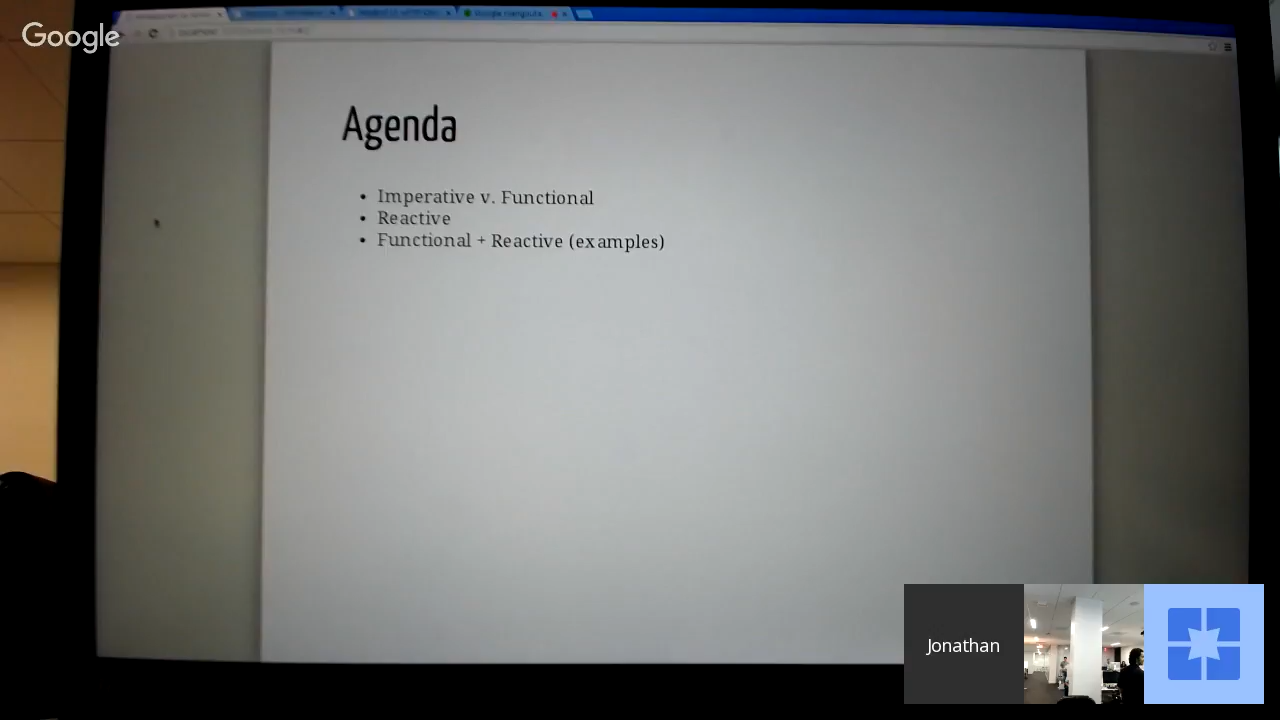 Google
Agenda
• Imperative v. Functional
• Reactive
• Functional + Reactive (examples)
Jonathan